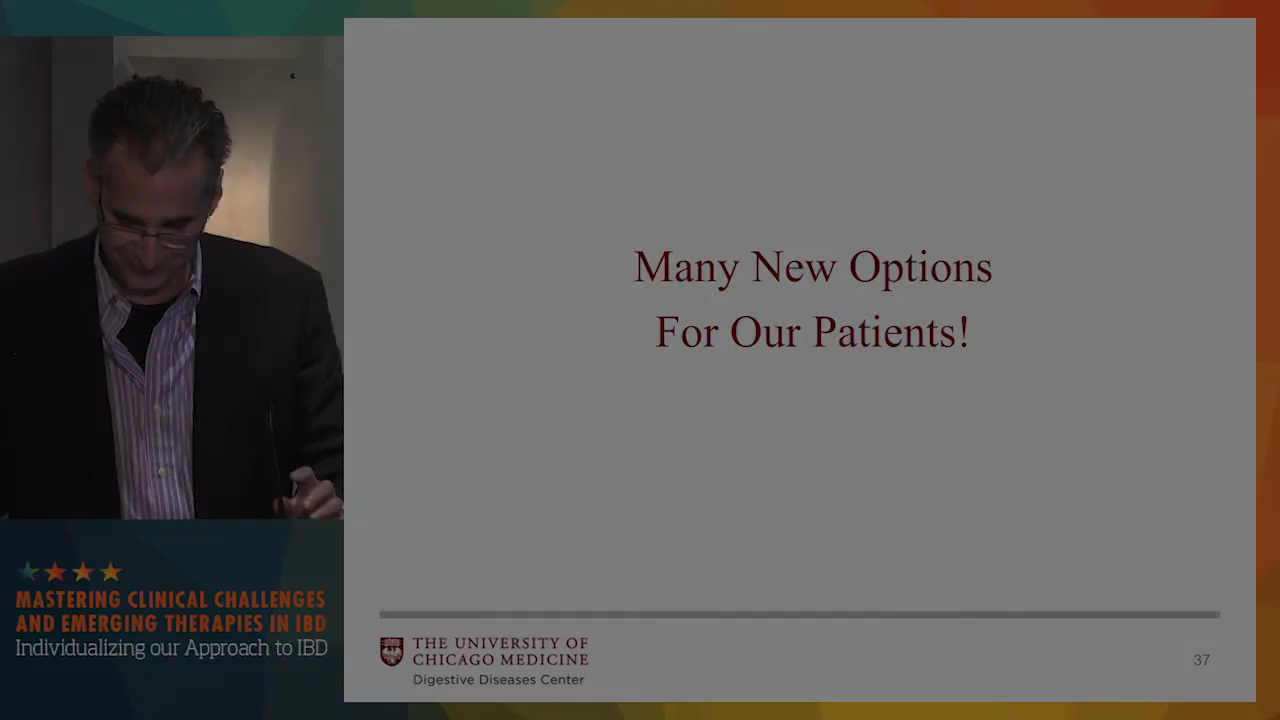 Many New Options
For Our Patients!
MASTERING CLINICAL CHALLENGES
AND EMERGING THERAPIES IN IBD
Individualizing our Approach to IBD
THE UNIVERSITY OF
CHICAGO MEDICINE
Digestive Diseases Center
37